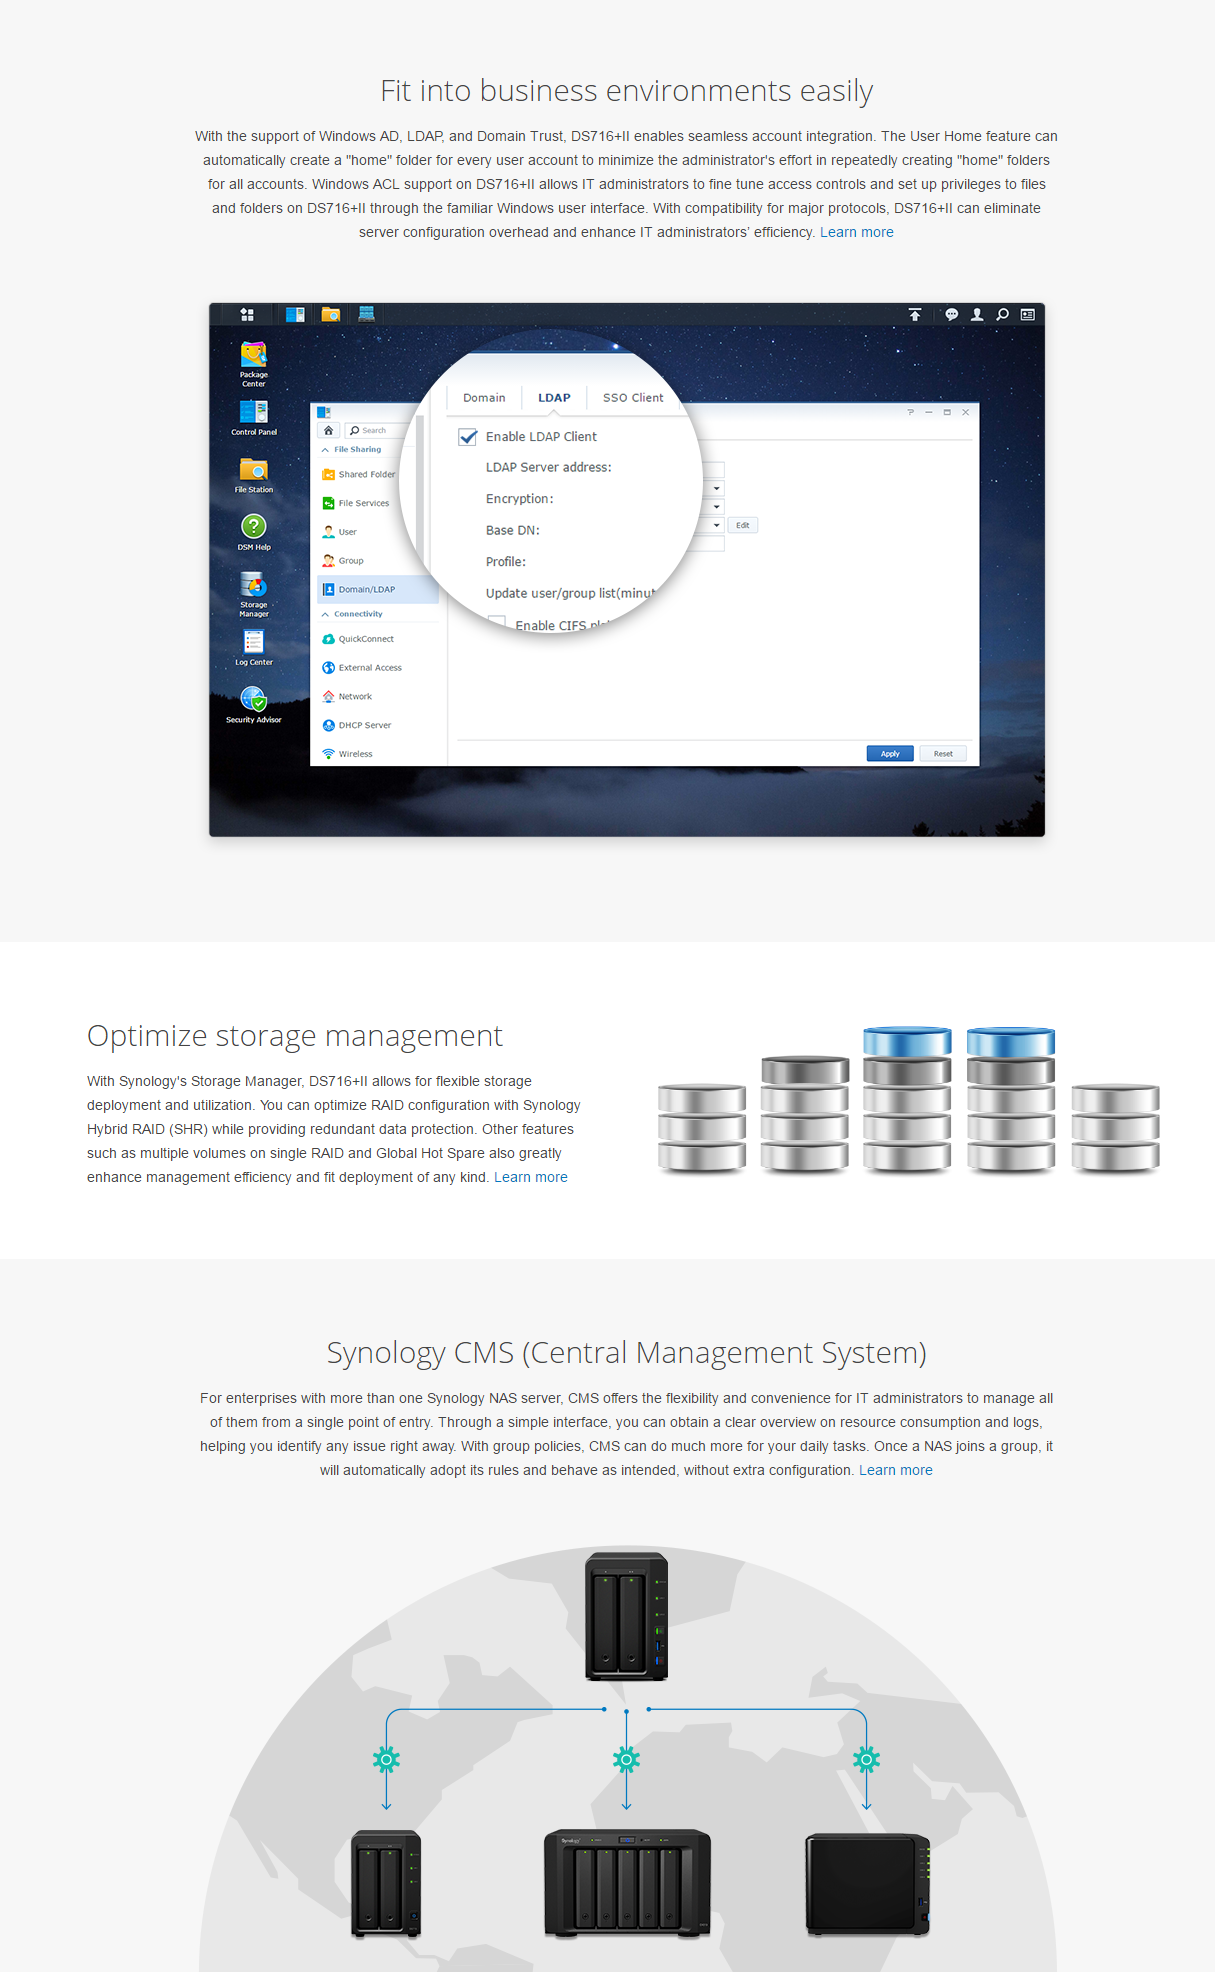 Fit into business environments easily
With the support of Windows AD, LDAP, and Domain Trust, DS716+II enables seamless account integration. The User Home feature can
automatically create a "home" folder for every user account to minimize the administrator's effort in repeatedly creating "home" folders
for all accounts. Windows ACL support on DS716+II allows IT administrators to fine tune access controls and set up privileges to files
and folders on DS716+II through the familiar Windows user interface. With compatibility for major protocols, DS716+II can eliminate
server configuration overhead and enhance IT administrators’ efficiency. Learn more
Package
Center
Control Panel
File Station
DSM Help
Storage
Manager
Log Center
Security Advisor
Search
File Sharing
Shared Folder
File Services
User
Group
Domain/LDAP
Connectivity
QuickConnect
External Access
Network
DHCP Server
Wireless
Domain LDAP SSO Client
Enable LDAP Client
LDAP Server address:
Encryption:
Base DN:
Profile:
Update user/group list(minut
Enable CIFS pla
Edit
Apply Reset
Optimize storage management
With Synology's Storage Manager, DS716+II allows for flexible storage
deployment and utilization. You can optimize RAID configuration with Synology
Hybrid RAID (SHR) while providing redundant data protection. Other features
such as multiple volumes on single RAID and Global Hot Spare also greatly
enhance management efficiency and fit deployment of any kind. Learn more
Synology CMS (Central Management System)
For enterprises with more than one Synology NAS server, CMS offers the flexibility and convenience for IT administrators to manage all
of them from a single point of entry. Through a simple interface, you can obtain a clear overview on resource consumption and logs,
helping you identify any issue right away. With group policies, CMS can do much more for your daily tasks. Once a NAS joins a group, it
will automatically adopt its rules and behave as intended, without extra configuration. Learn more
Synology